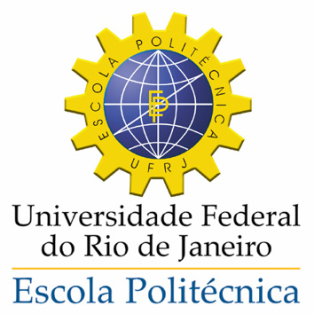 ESCOLA POLITÉCNICA
EP
UFRJ
Universidade Federal
do Rio de Janeiro
Escola Politécnica